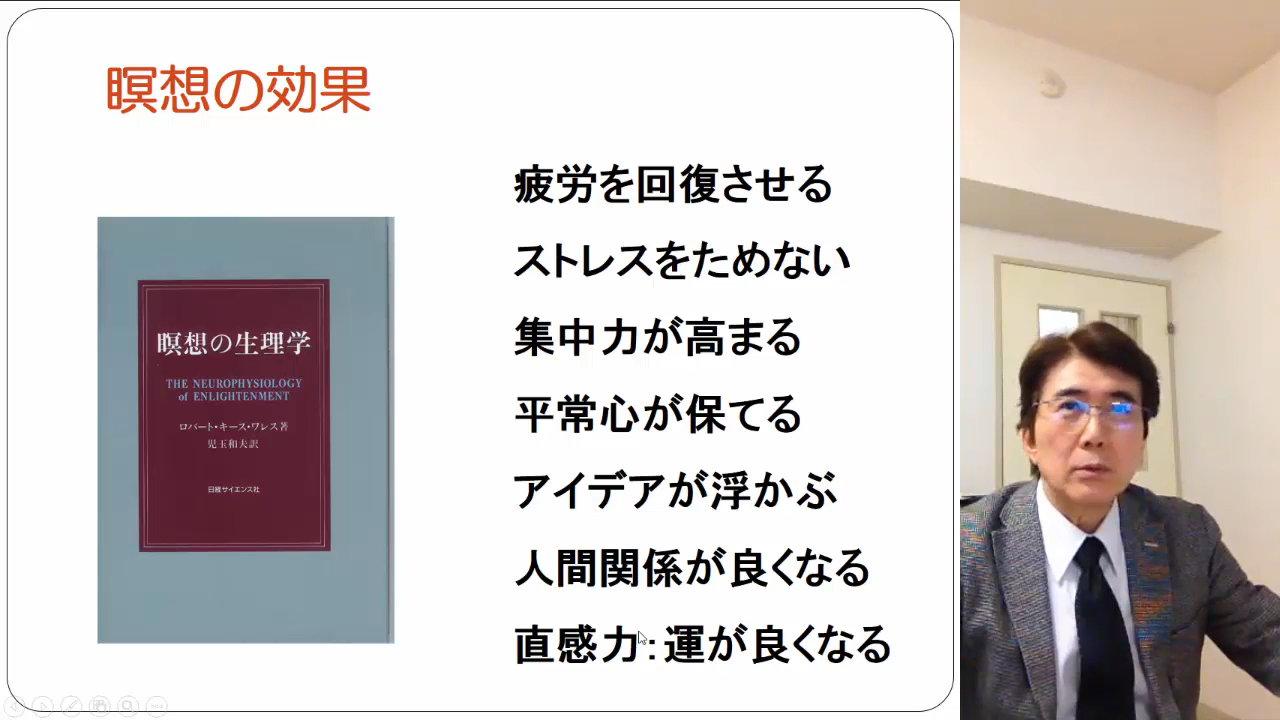 瞑想の効果
瞑想の生理学
THE NEUROPHYSIOLOGY
of ENLIGHTENMENT
ロバート・キース・ワレス著
児玉和夫訳
日経サイエンス社
疲労を回復させる
ストレスをためない
集中力が高まる
平常心が保てる
アイデアが浮かぶ
人間関係が良くなる
直感力:運が良くなる